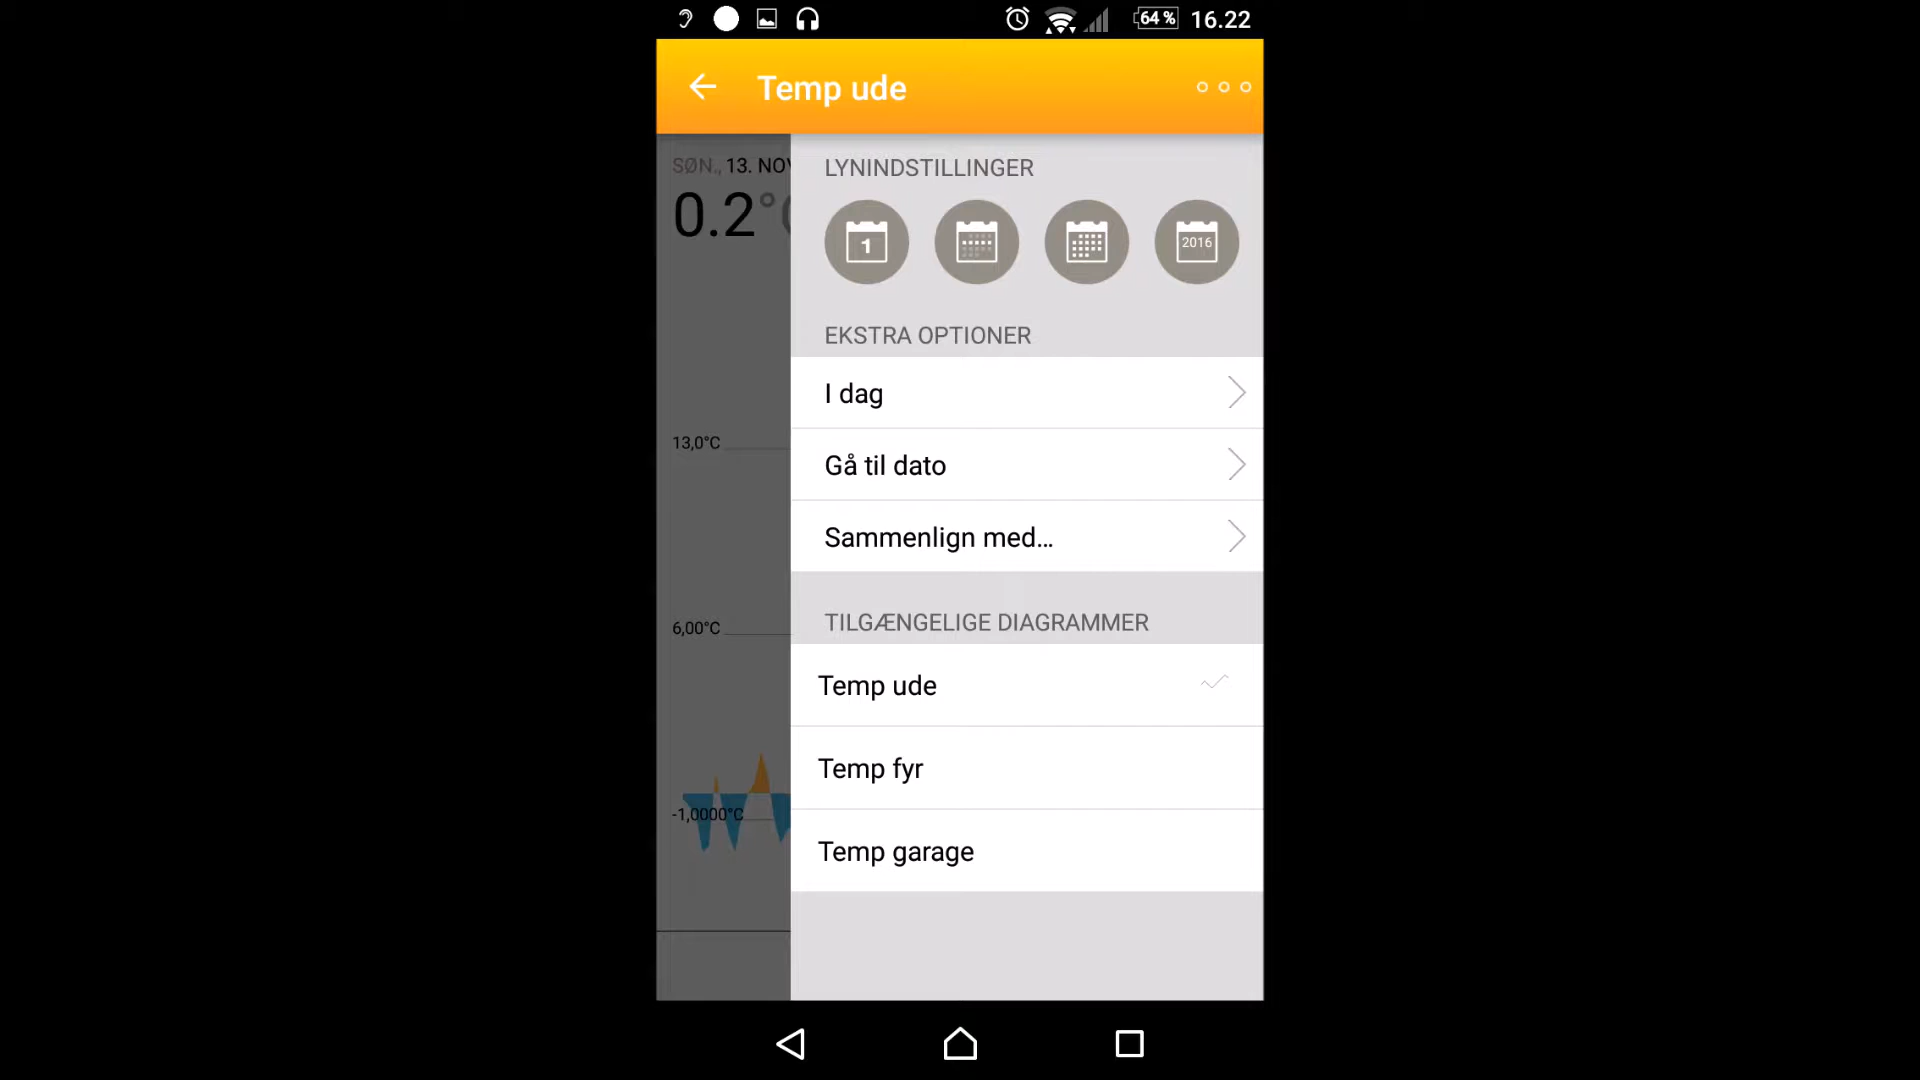 64 % 16.22
Temp ude
SØN., 13. NOV
0.2°
13,0°C
6,00°C
-1,0000°C
LYNINDSTILLINGER
1
2016
EKSTRA OPTIONER
I dag
Gå til dato
Sammenlign med...
TILGÆNGELIGE DIAGRAMMER
Temp ude
Temp fyr
Temp garage